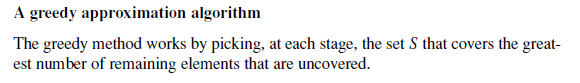 A greedy approximation algorithm
The greedy method works by picking, at each stage, the set S that covers the great-
est number of remaining elements that are uncovered.